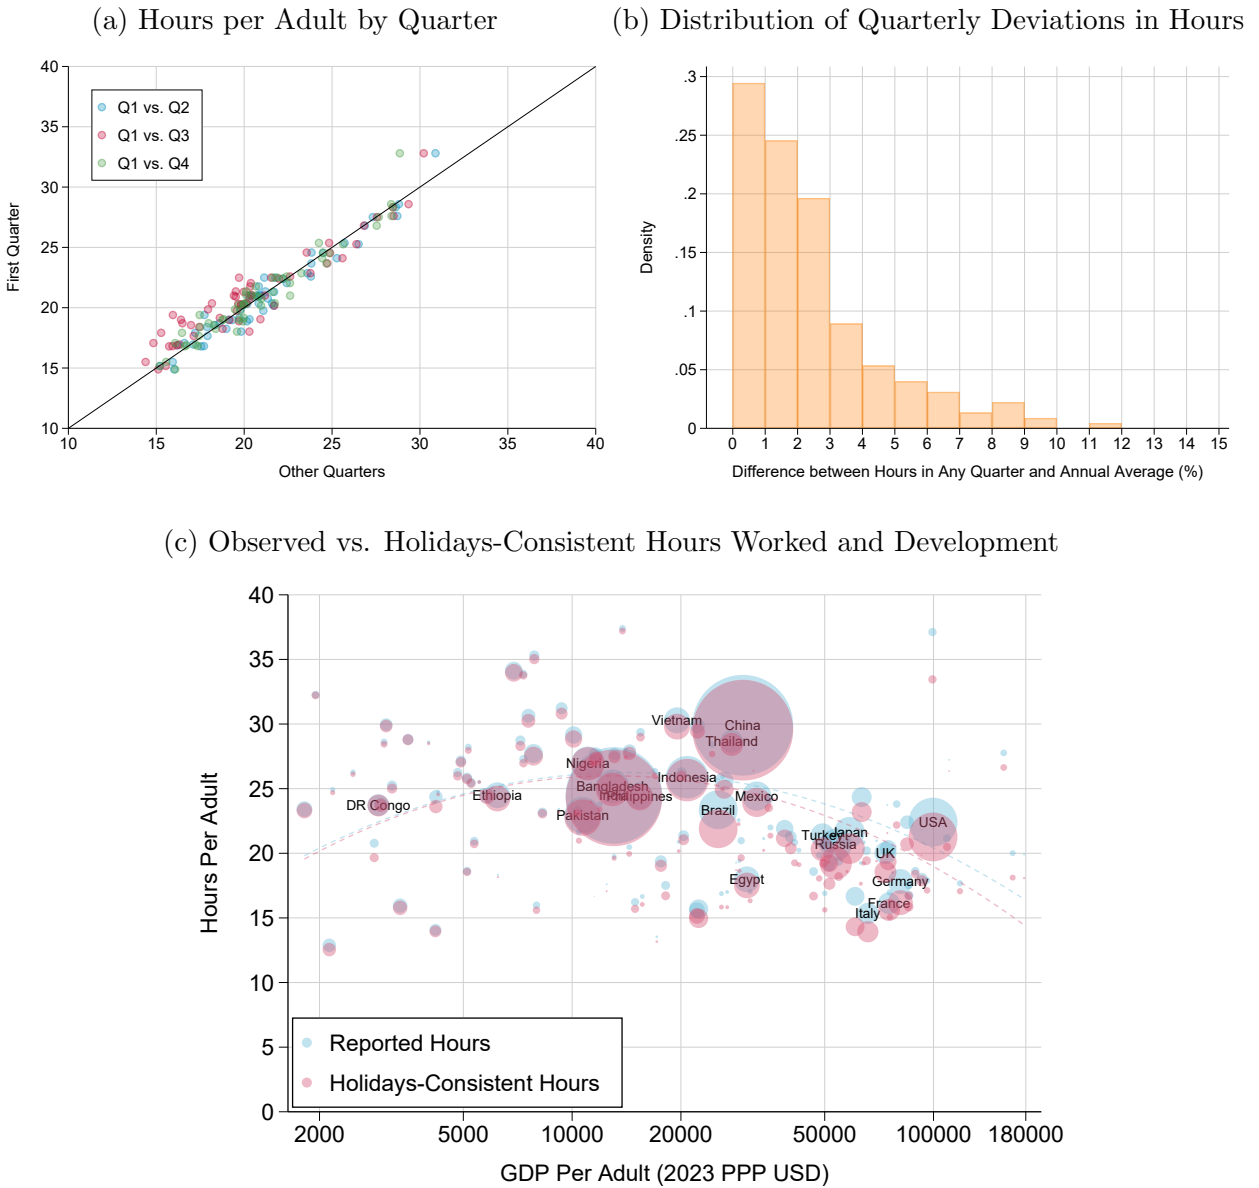 (a) Hours per Adult by Quarter
40
35
30
25
20
15
10
First Quarter
Q1 vs. Q2
Q1 vs. Q3
Q1 vs. Q4
10 15 20 25 30 35 40
Other Quarters
(b) Distribution of Quarterly Deviations in Hours
.3
.25
.2
.15
.1
.05
0
Density
0 1 2 3 4 5 6 7 8 9 10 11 12 13 14 15
Difference between Hours in Any Quarter and Annual Average (%)
(c) Observed vs. Holidays-Consistent Hours Worked and Development
40
35
30
25
20
15
10
5
0
Hours Per Adult
Vietnam
China
Thailand
Nigeria
Indonesia
Bangladesh
India
Philippines
Ethiopia
DR Congo
Mexico
Brazil
Pakistan
USA
Turkey
Japan
Russia
UK
Egypt
Germany
France
Italy
Reported Hours
Holidays-Consistent Hours
2000 5000 10000 20000 50000 100000 180000
GDP Per Adult (2023 PPP USD)